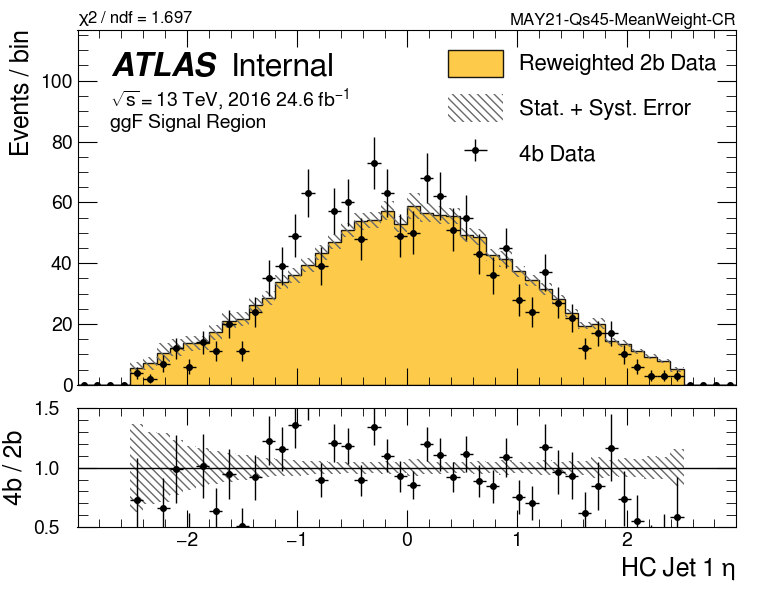 χ2 / ndf = 1.697
MAY21-Qs45-MeanWeight-CR
Events / bin
ATLAS Internal
√s = 13 TeV, 2016 24.6 fb−1
ggF Signal Region
Reweighted 2b Data
Stat. + Syst. Error
4b Data
100
80
60
40
20
0
4b / 2b
1.5
1.0
0.5
−2 −1 0 1 2
HC Jet 1 η